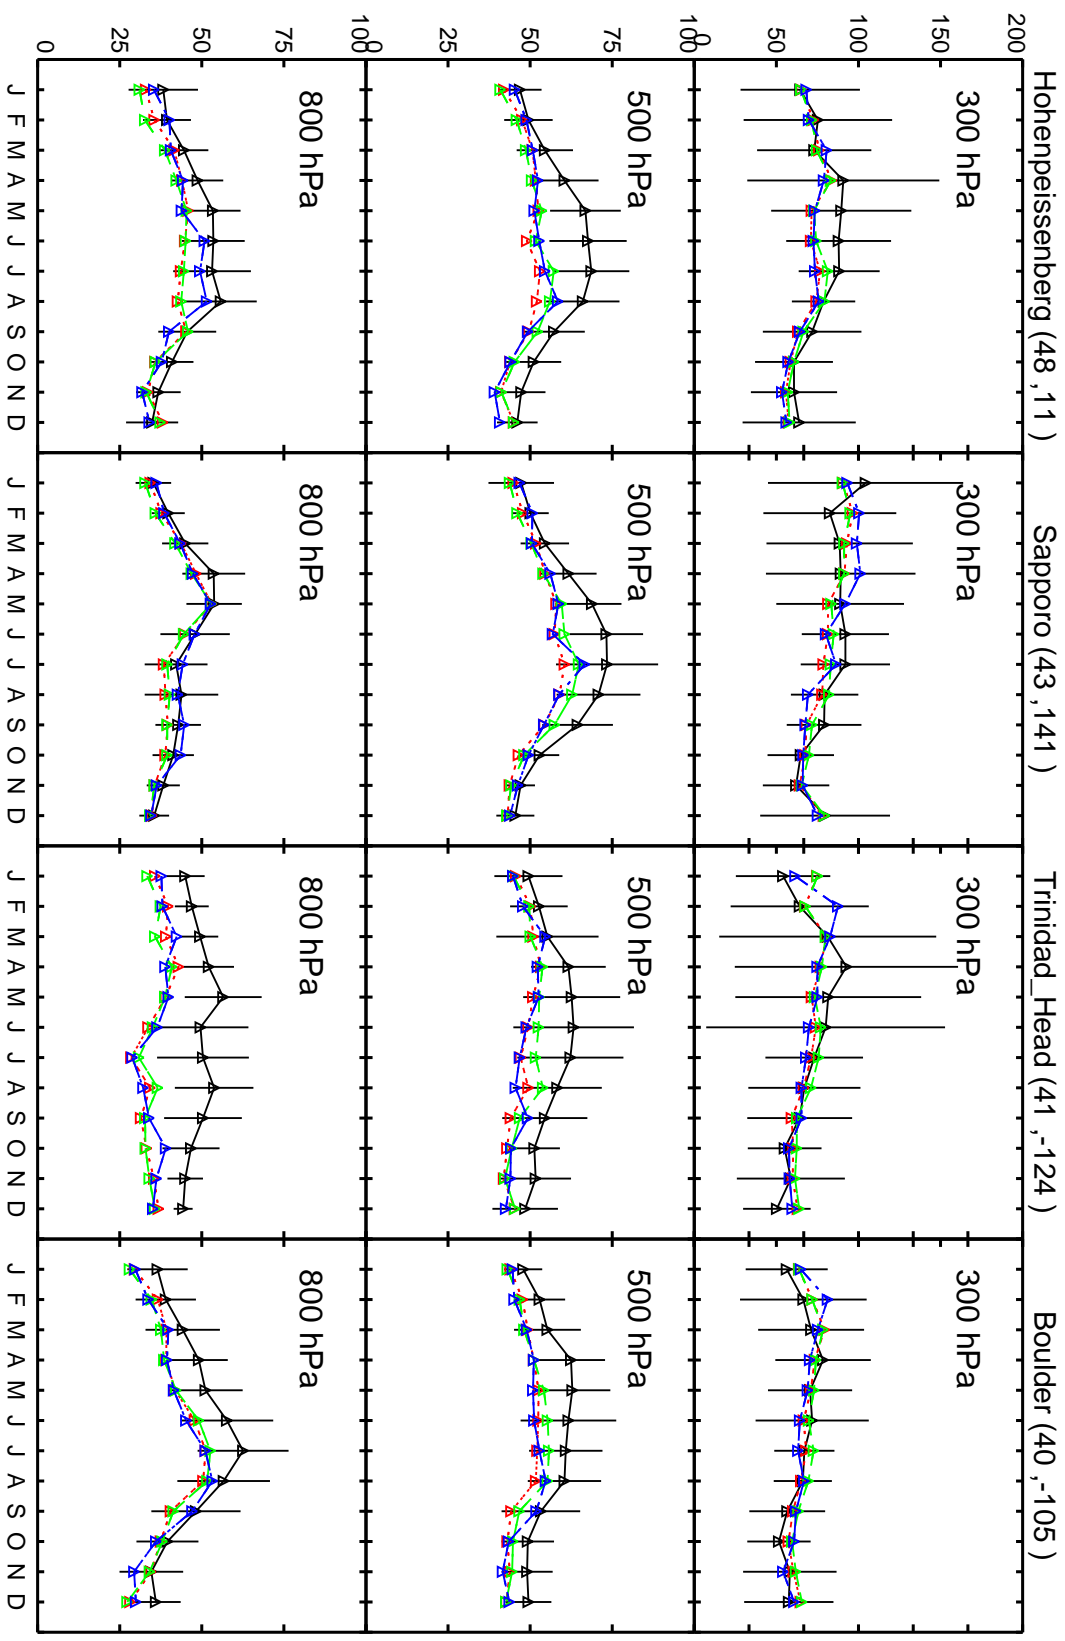 Hohenpeissenberg (48 ,11 )
Sapporo (43 ,141 )
Trinidad_Head (41 ,-124 )
Boulder (40 ,-105 )
200
150
100
50
0
300 hPa
300 hPa
300 hPa
300 hPa
100
75
50
25
0
500 hPa
500 hPa
500 hPa
500 hPa
100
75
50
25
0
800 hPa
800 hPa
800 hPa
800 hPa
J F M A M J J A S O N D
J F M A M J J A S O N D
J F M A M J J A S O N D
J F M A M J J A S O N D